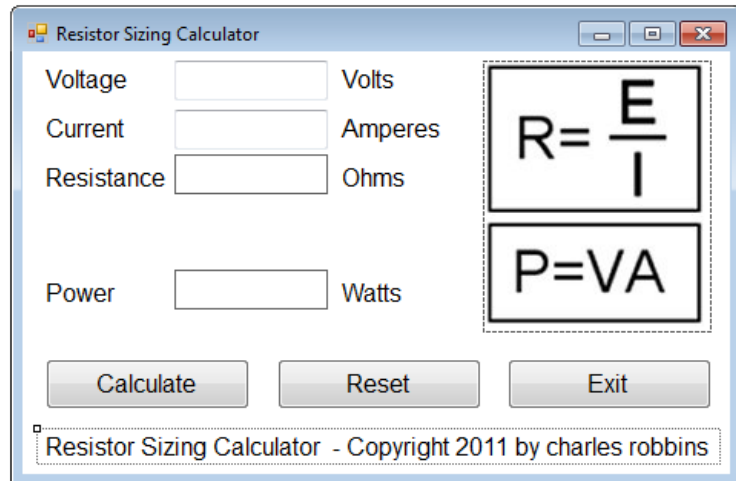 Resistor Sizing Calculator
Voltage Volts
Current Amperes
Resistance Ohms
R= E
I
P=VA
Power Watts
Calculate Reset Exit
Resistor Sizing Calculator - Copyright 2011 by charles robbins